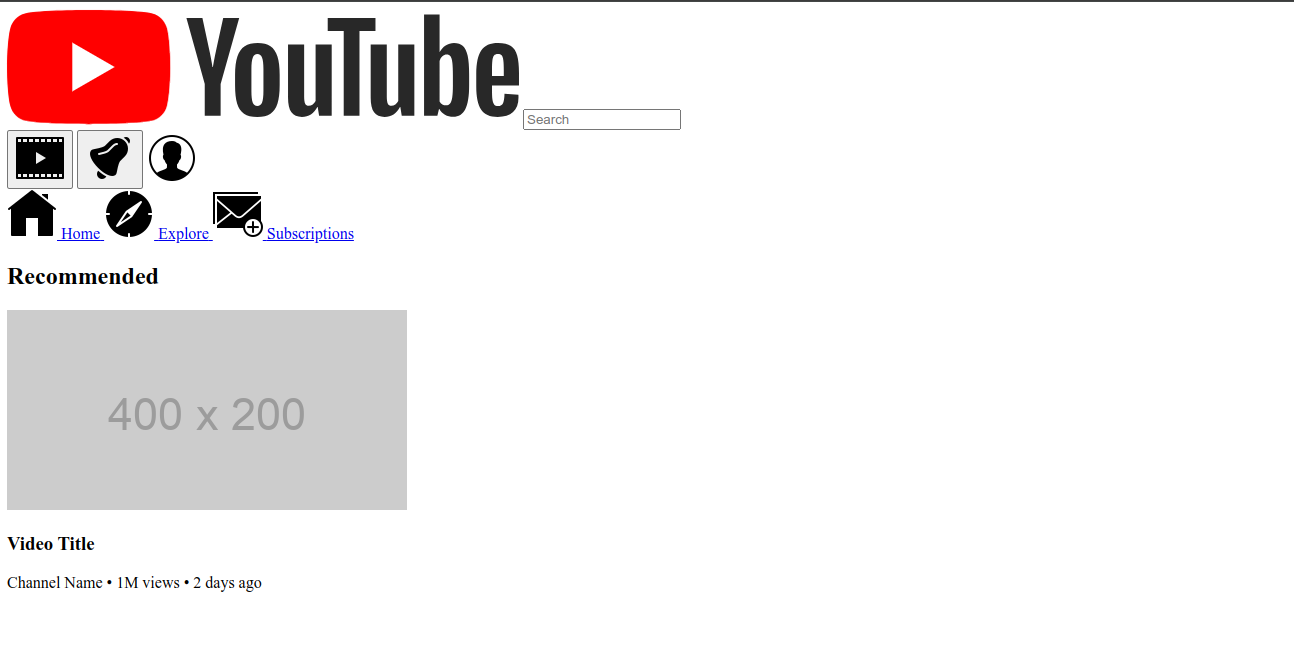 YouTube Search
Home Explore Subscriptions
Recommended
400 x 200
Video Title
Channel Name • 1M views • 2 days ago